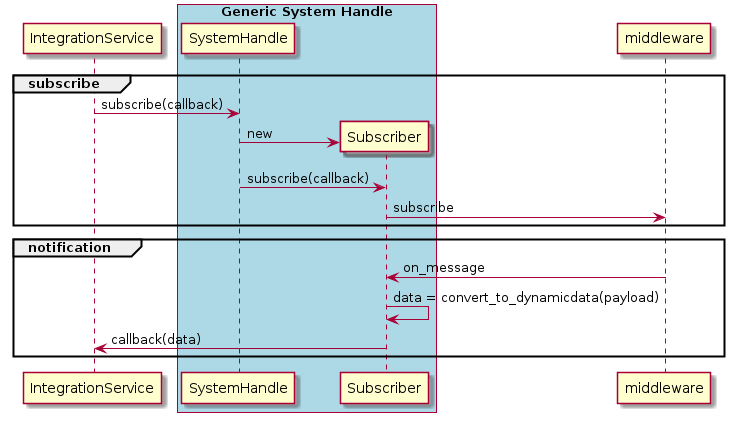 Generic System Handle
IntegrationService
SystemHandle
middleware
subscribe
subscribe(callback)
new
Subscriber
subscribe(callback)
subscribe
notification
on_message
data = convert_to_dynamicdata(payload)
callback(data)
IntegrationService
SystemHandle
Subscriber
middleware